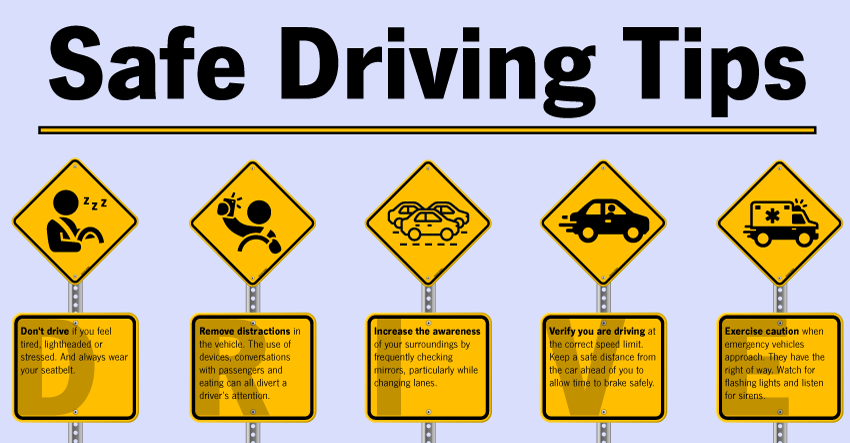 Safe Driving Tips
z z z
Don't drive if you feel
tired, lightheaded or
stressed. And always wear
your seatbelt.
D
Remove distractions in
the vehicle. The use of
devices, conversations
with passengers and
eating can all divert a
driver's attention.
R
Increase the awareness
of your surroundings by
frequently checking
mirrors, particularly while
changing lanes.
I
Verify you are driving at
the correct speed limit.
Keep a safe distance from
the car ahead of you to
allow time to brake safely.
V
Exercise caution when
emergency vehicles
approach. They have the
right of way. Watch for
flashing lights and listen
for sirens.
E